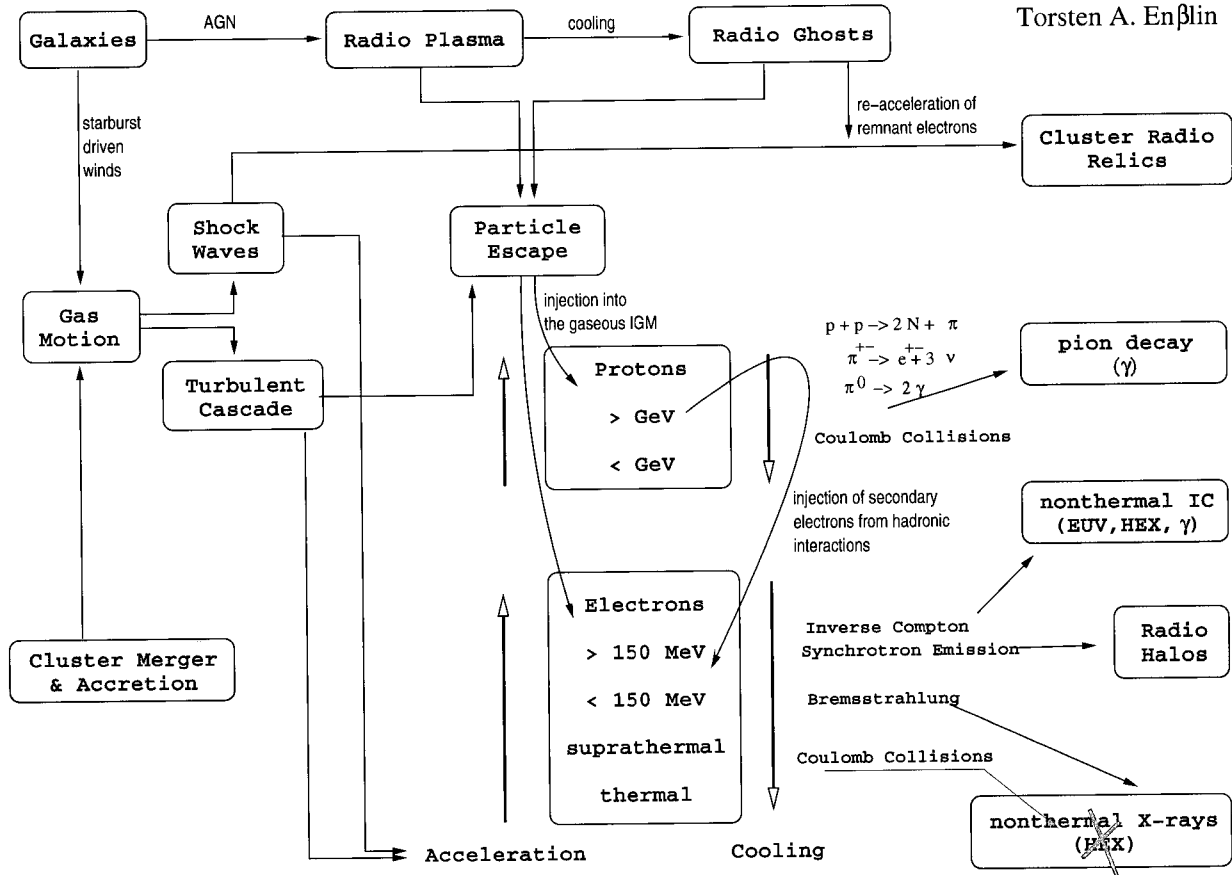 Torsten A. Enβlin
Galaxies
AGN
Radio Plasma
cooling
Radio Ghosts
starburst
driven
winds
re-acceleration of
remnant electrons
Cluster Radio
Relics
Shock
Waves
Particle
Escape
Gas
Motion
injection into
the gaseous IGM
Turbulent
Cascade
Protons
> GeV
< GeV
p + p -> 2 N + π
π+- -> e+- + 3 ν
π0 -> 2 γ
pion decay
(γ)
Coulomb Collisions
injection of secondary
electrons from hadronic
interactions
nonthermal IC
(EUV,HEX, γ)
Cluster Merger
& Accretion
Electrons
> 150 MeV
< 150 MeV
suprathermal
thermal
Inverse Compton
Synchrotron Emission
Radio
Halos
Bremsstrahlung
Coulomb Collisions
nonthermal X-rays
(HEX)
Acceleration
Cooling